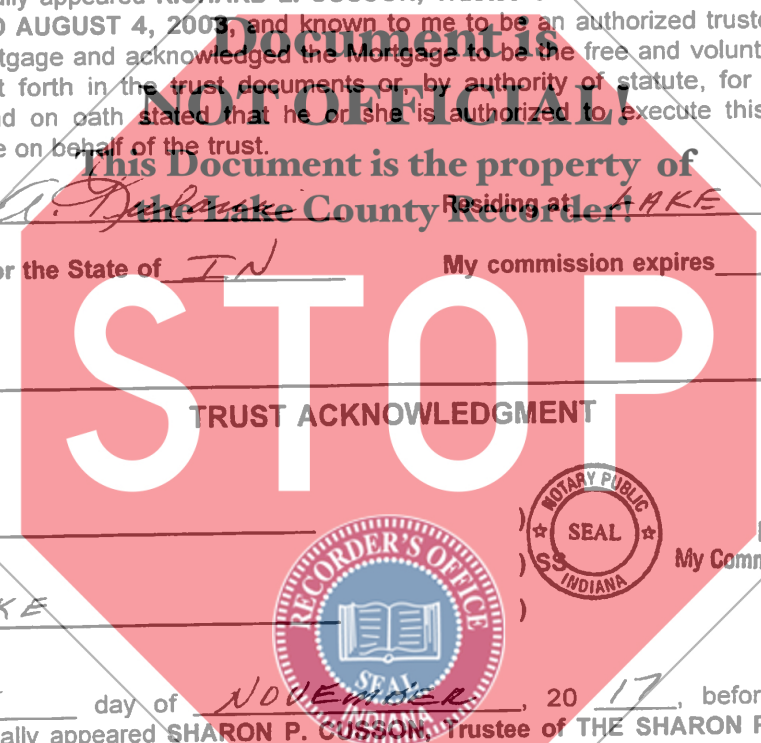 ally appeared RICHARD L. CUSSON, Trustee
D AUGUST 4, 2003, and known to me to be an authorized truste
Document is
tgage and acknowledged the Mortgage to be the free and volunt
t forth in the trust documents or, by authority of statute, for
NOT OFFICIAL!
nd on oath stated that he or she is authorized to execute this
e on behalf of the trust.
This Document is the property of
the Lake County Recorder!
Residing at LAKE
or the State of IN My commission expires
STOP
TRUST ACKNOWLEDGMENT
NOTARY PUBLIC
SEAL
INDIANA
)
) SS
)
My Comm
KE
RECORDER'S OFFICE
SEAL
INDIANA
day of NOVEMBER, 20 17, befor
ally appeared SHARON P. CUSSON, Trustee of THE SHARON P